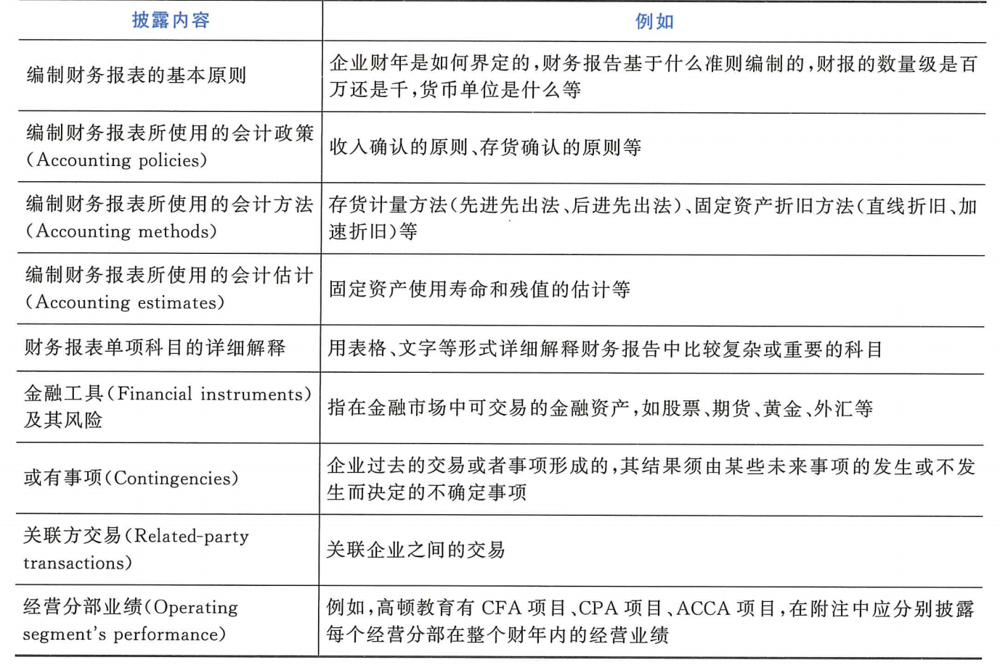 披露内容
例如
编制财务报表的基本原则
企业财年是如何界定的,财务报告基于什么准则编制的,财报的数量级是百
万还是千,货币单位是什么等
编制财务报表所使用的会计政策
(Accounting policies)
收入确认的原则、存货确认的原则等
编制财务报表所使用的会计方法
(Accounting methods)
存货计量方法(先进先出法、后进先出法)、固定资产折旧方法(直线折旧、加
速折旧)等
编制财务报表所使用的会计估计
(Accounting estimates)
固定资产使用寿命和残值的估计等
财务报表单项科目的详细解释
用表格、文字等形式详细解释财务报告中比较复杂或重要的科目
金融工具(Financial instruments)
及其风险
指在金融市场中可交易的金融资产,如股票、期货、黄金、外汇等
或有事项(Contingencies)
企业过去的交易或者事项形成的,其结果须由某些未来事项的发生或不发
生而决定的不确定事项
关联方交易(Related-party
transactions)
关联企业之间的交易
经营分部业绩(Operating
segment's performance)
例如,高顿教育有 CFA 项目、CPA 项目、ACCA 项目,在附注中应分别披露
每个经营分部在整个财年内的经营业绩